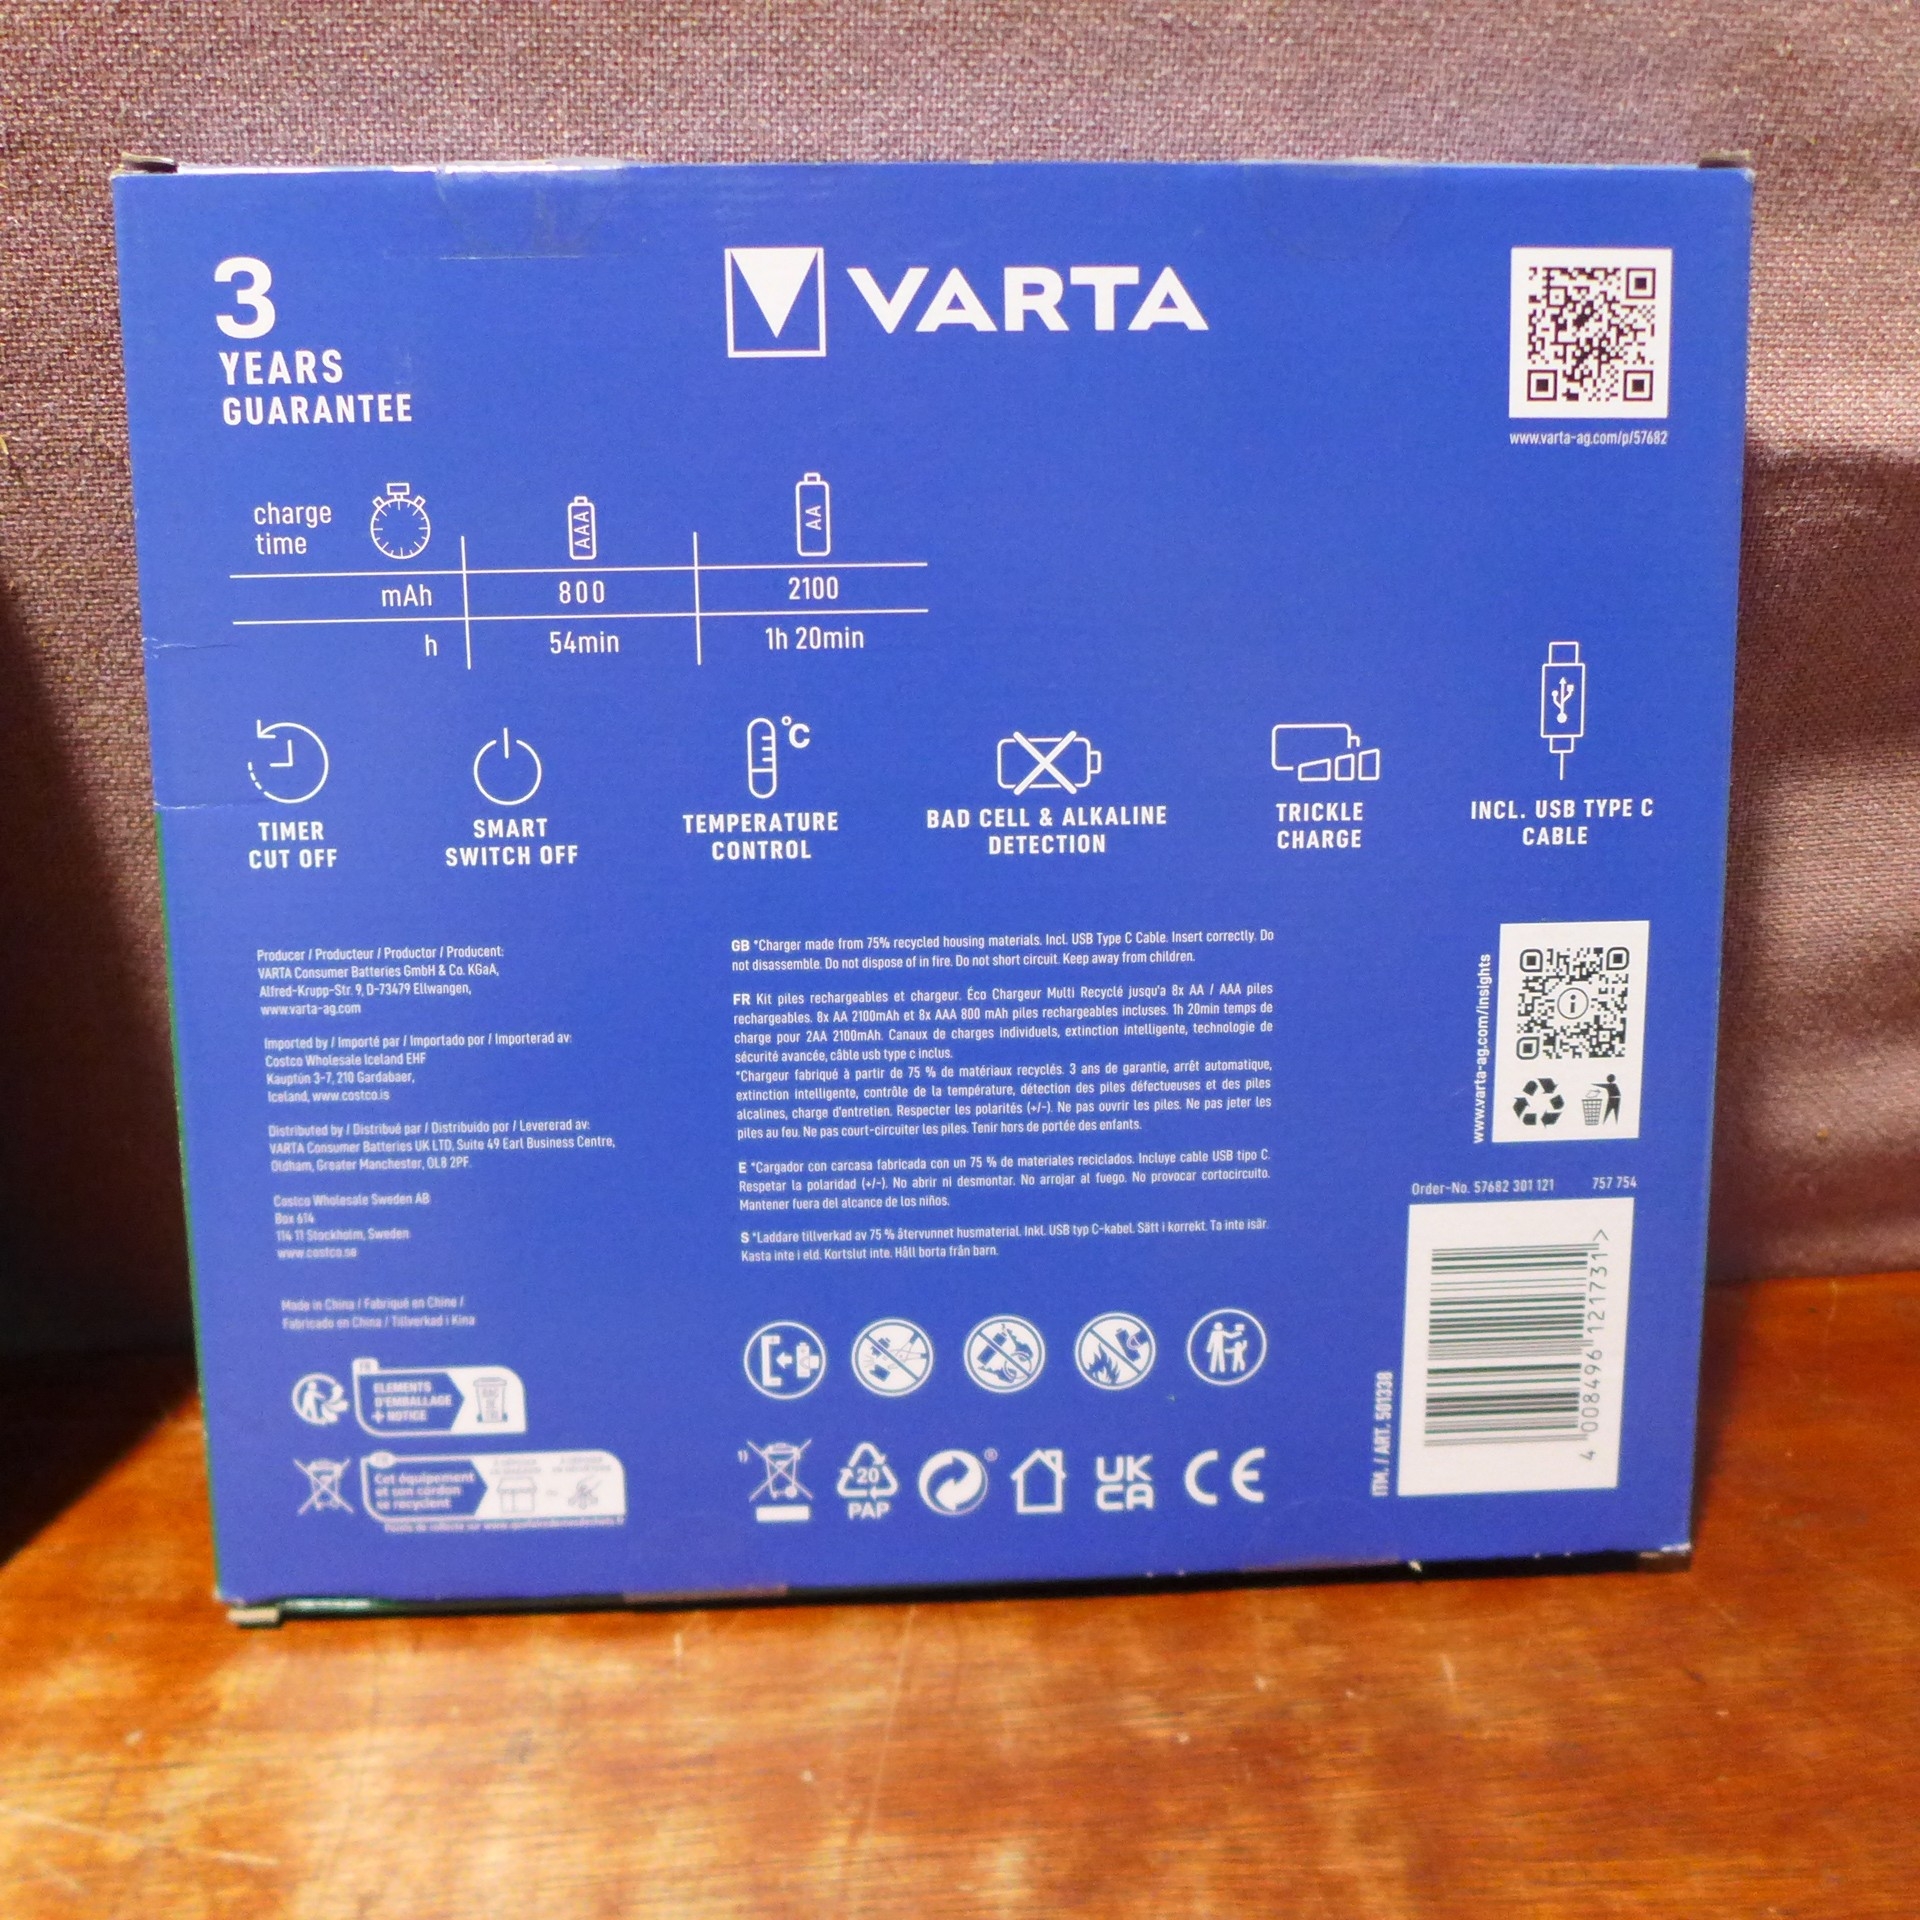 3
YEARS
GUARANTEE
VARTA
www.varta-ag.com/p/57682
charge
time
AAA
AA
mAh 800 2100
h 54min 1h 20min
°C
TIMER
CUT OFF
SMART
SWITCH OFF
TEMPERATURE
CONTROL
BAD CELL & ALKALINE
DETECTION
TRICKLE
CHARGE
INCL. USB TYPE C
CABLE
Producer / Producteur / Productor / Producent:
VARTA Consumer Batteries GmbH & Co. KGaA,
Alfred-Krupp-Str. 9, D-73479 Ellwangen,
www.varta-ag.com
Imported by / Importé par / Importado por / Importerad av:
Costco Wholesale Iceland EHF
Kauptún 3-7, 210 Gardabaer,
Iceland, www.costco.is
Distributed by / Distribué par / Distribuido por / Levererad av:
VARTA Consumer Batteries UK LTD, Suite 49 Earl Business Centre,
Oldham, Greater Manchester, OL8 2PF.
Costco Wholesale Sweden AB
Box 614
114 11 Stockholm, Sweden
www.costco.se
Made in China / Fabriqué en Chine /
Fabricado en China / Tillverkad i Kina
FR
ELEMENTS
D'EMBALLAGE
+ NOTICE
BAC
DE
TRI
Cet équipement
et son cordon
se recyclent
GB *Charger made from 75% recycled housing materials. Incl. USB Type C Cable. Insert correctly. Do
not disassemble. Do not dispose of in fire. Do not short circuit. Keep away from children.
FR Kit piles rechargeables et chargeur. Éco Chargeur Multi Recyclé jusqu'a 8x AA / AAA piles
rechargeables. 8x AA 2100mAh et 8x AAA 800 mAh piles rechargeables incluses. 1h 20min temps de
charge pour 2AA 2100mAh. Canaux de charges individuels, extinction intelligente, technologie de
sécurité avancée, câble usb type c inclus.
*Chargeur fabriqué à partir de 75 % de matériaux recyclés. 3 ans de garantie, arrêt automatique,
extinction intelligente, contrôle de la température, détection des piles défectueuses et des piles
alcalines, charge d'entretien. Respecter les polarités (+/-). Ne pas ouvrir les piles. Ne pas jeter les
piles au feu. Ne pas court-circuiter les piles. Tenir hors de portée des enfants.
E *Cargador con carcasa fabricada con un 75 % de materiales reciclados. Incluye cable USB tipo C.
Respetar la polaridad (+/-). No abrir ni desmontar. No arrojar al fuego. No provocar cortocircuito.
Mantener fuera del alcance de los niños.
S *Laddare tillverkad av 75 % återvunnet husmaterial. Inkl. USB typ C-kabel. Sätt i korrekt. Ta inte isär.
Kasta inte i eld. Kortslut inte. Håll borta från barn.
1)
20
PAP
®
UK
CA
CE
www.varta-ag.com/insights
i
Order-No. 57682 301 121 757 754
ITM. / ART. 501338
4 008496 121731 >